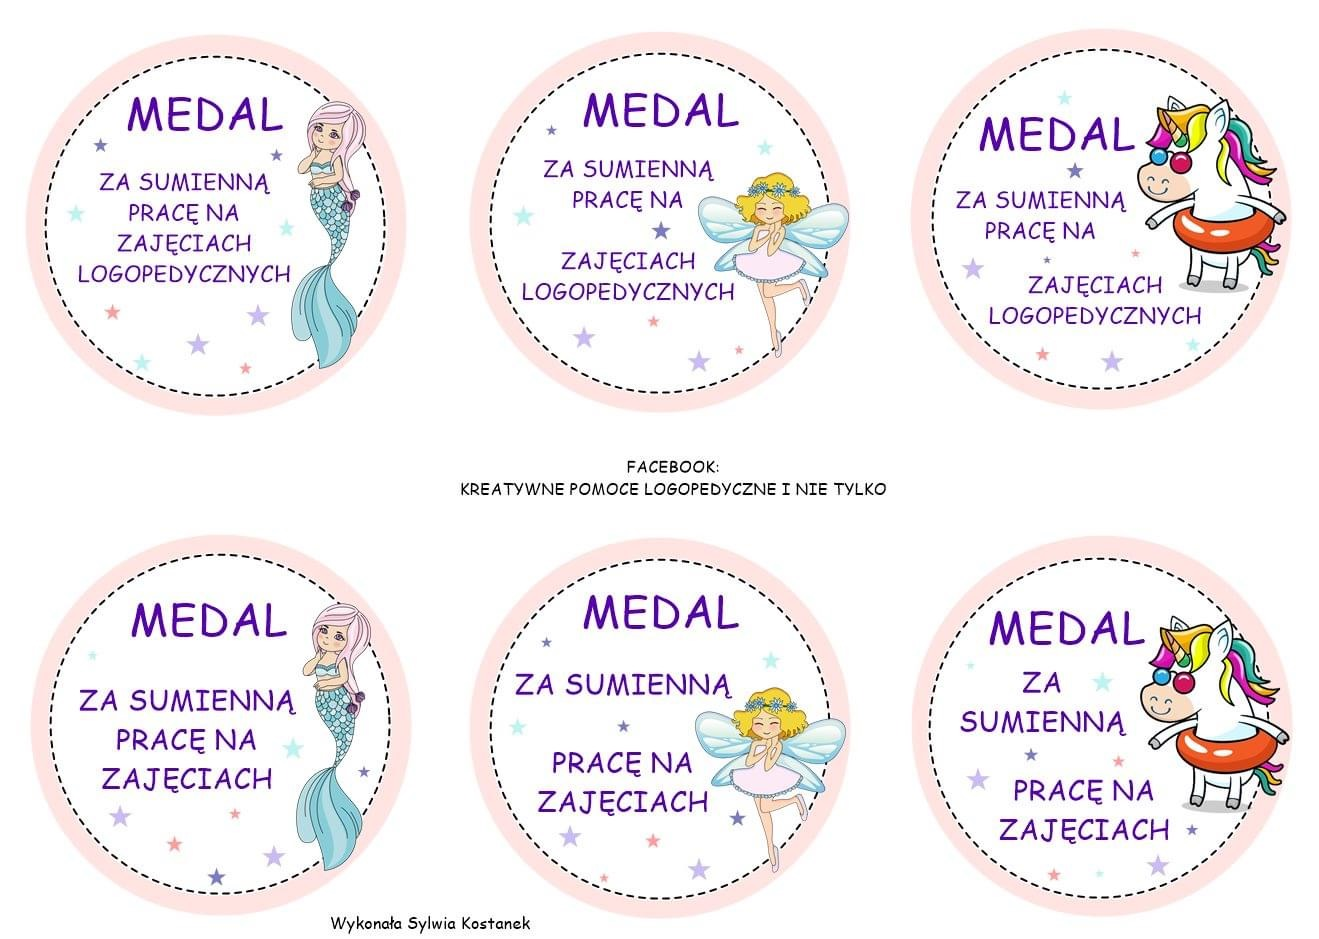 MEDAL
ZA SUMIENNĄ
PRACĘ NA
ZAJĘCIACH
LOGOPEDYCZNYCH
MEDAL
ZA SUMIENNĄ
PRACĘ NA
ZAJĘCIACH
LOGOPEDYCZNYCH
MEDAL
ZA SUMIENNĄ
PRACĘ NA
ZAJĘCIACH
LOGOPEDYCZNYCH
FACEBOOK:
KREATYWNE POMOCE LOGOPEDYCZNE I NIE TYLKO
MEDAL
ZA SUMIENNĄ
PRACĘ NA
ZAJĘCIACH
MEDAL
ZA SUMIENNĄ
PRACĘ NA
ZAJĘCIACH
MEDAL
ZA
SUMIENNĄ
PRACĘ NA
ZAJĘCIACH
Wykonała Sylwia Kostanek